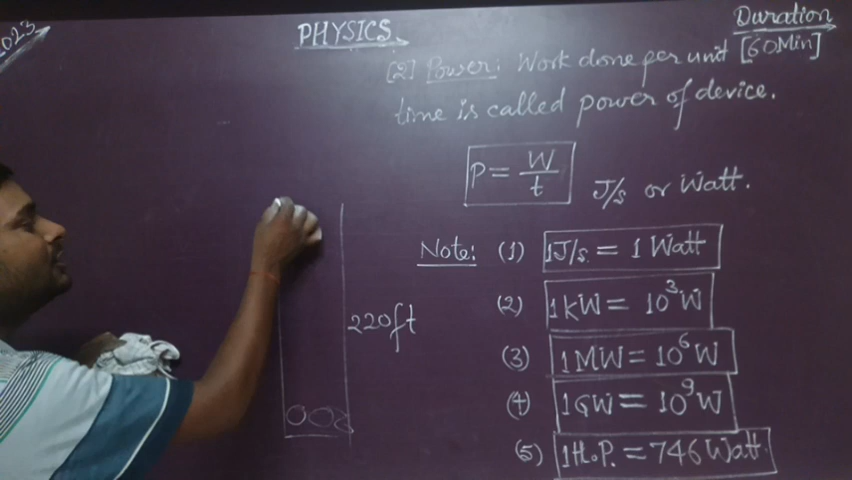 2023
PHYSICS
Duration
[60Min]
[2] Power: Work done per unit
time is called power of device.
P = W/t
J/s or Watt.
Note: (1) 1J/s = 1 Watt
(2) 1KW = 10³W
(3) 1MW = 10⁶W
(4) 1GW = 10⁹W
(5) 1H.P. = 746 Watt.
220ft